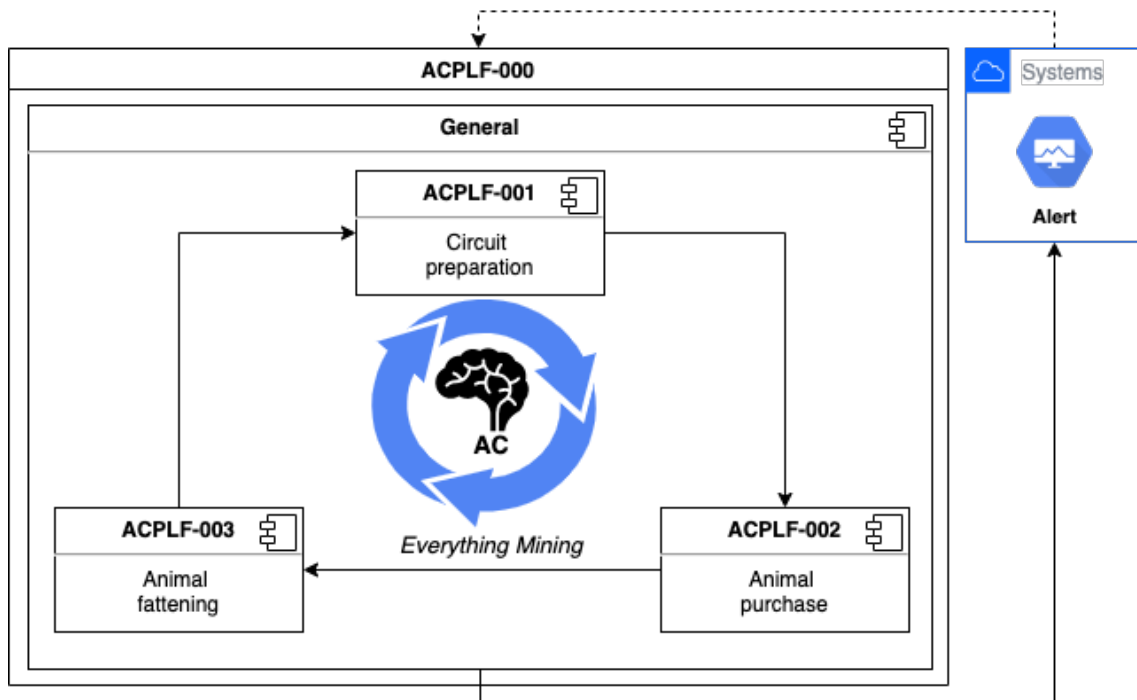 ACPLF-000
Systems
General
Alert
ACPLF-001
Circuit
preparation
AC
Everything Mining
ACPLF-003
Animal
fattening
ACPLF-002
Animal
purchase